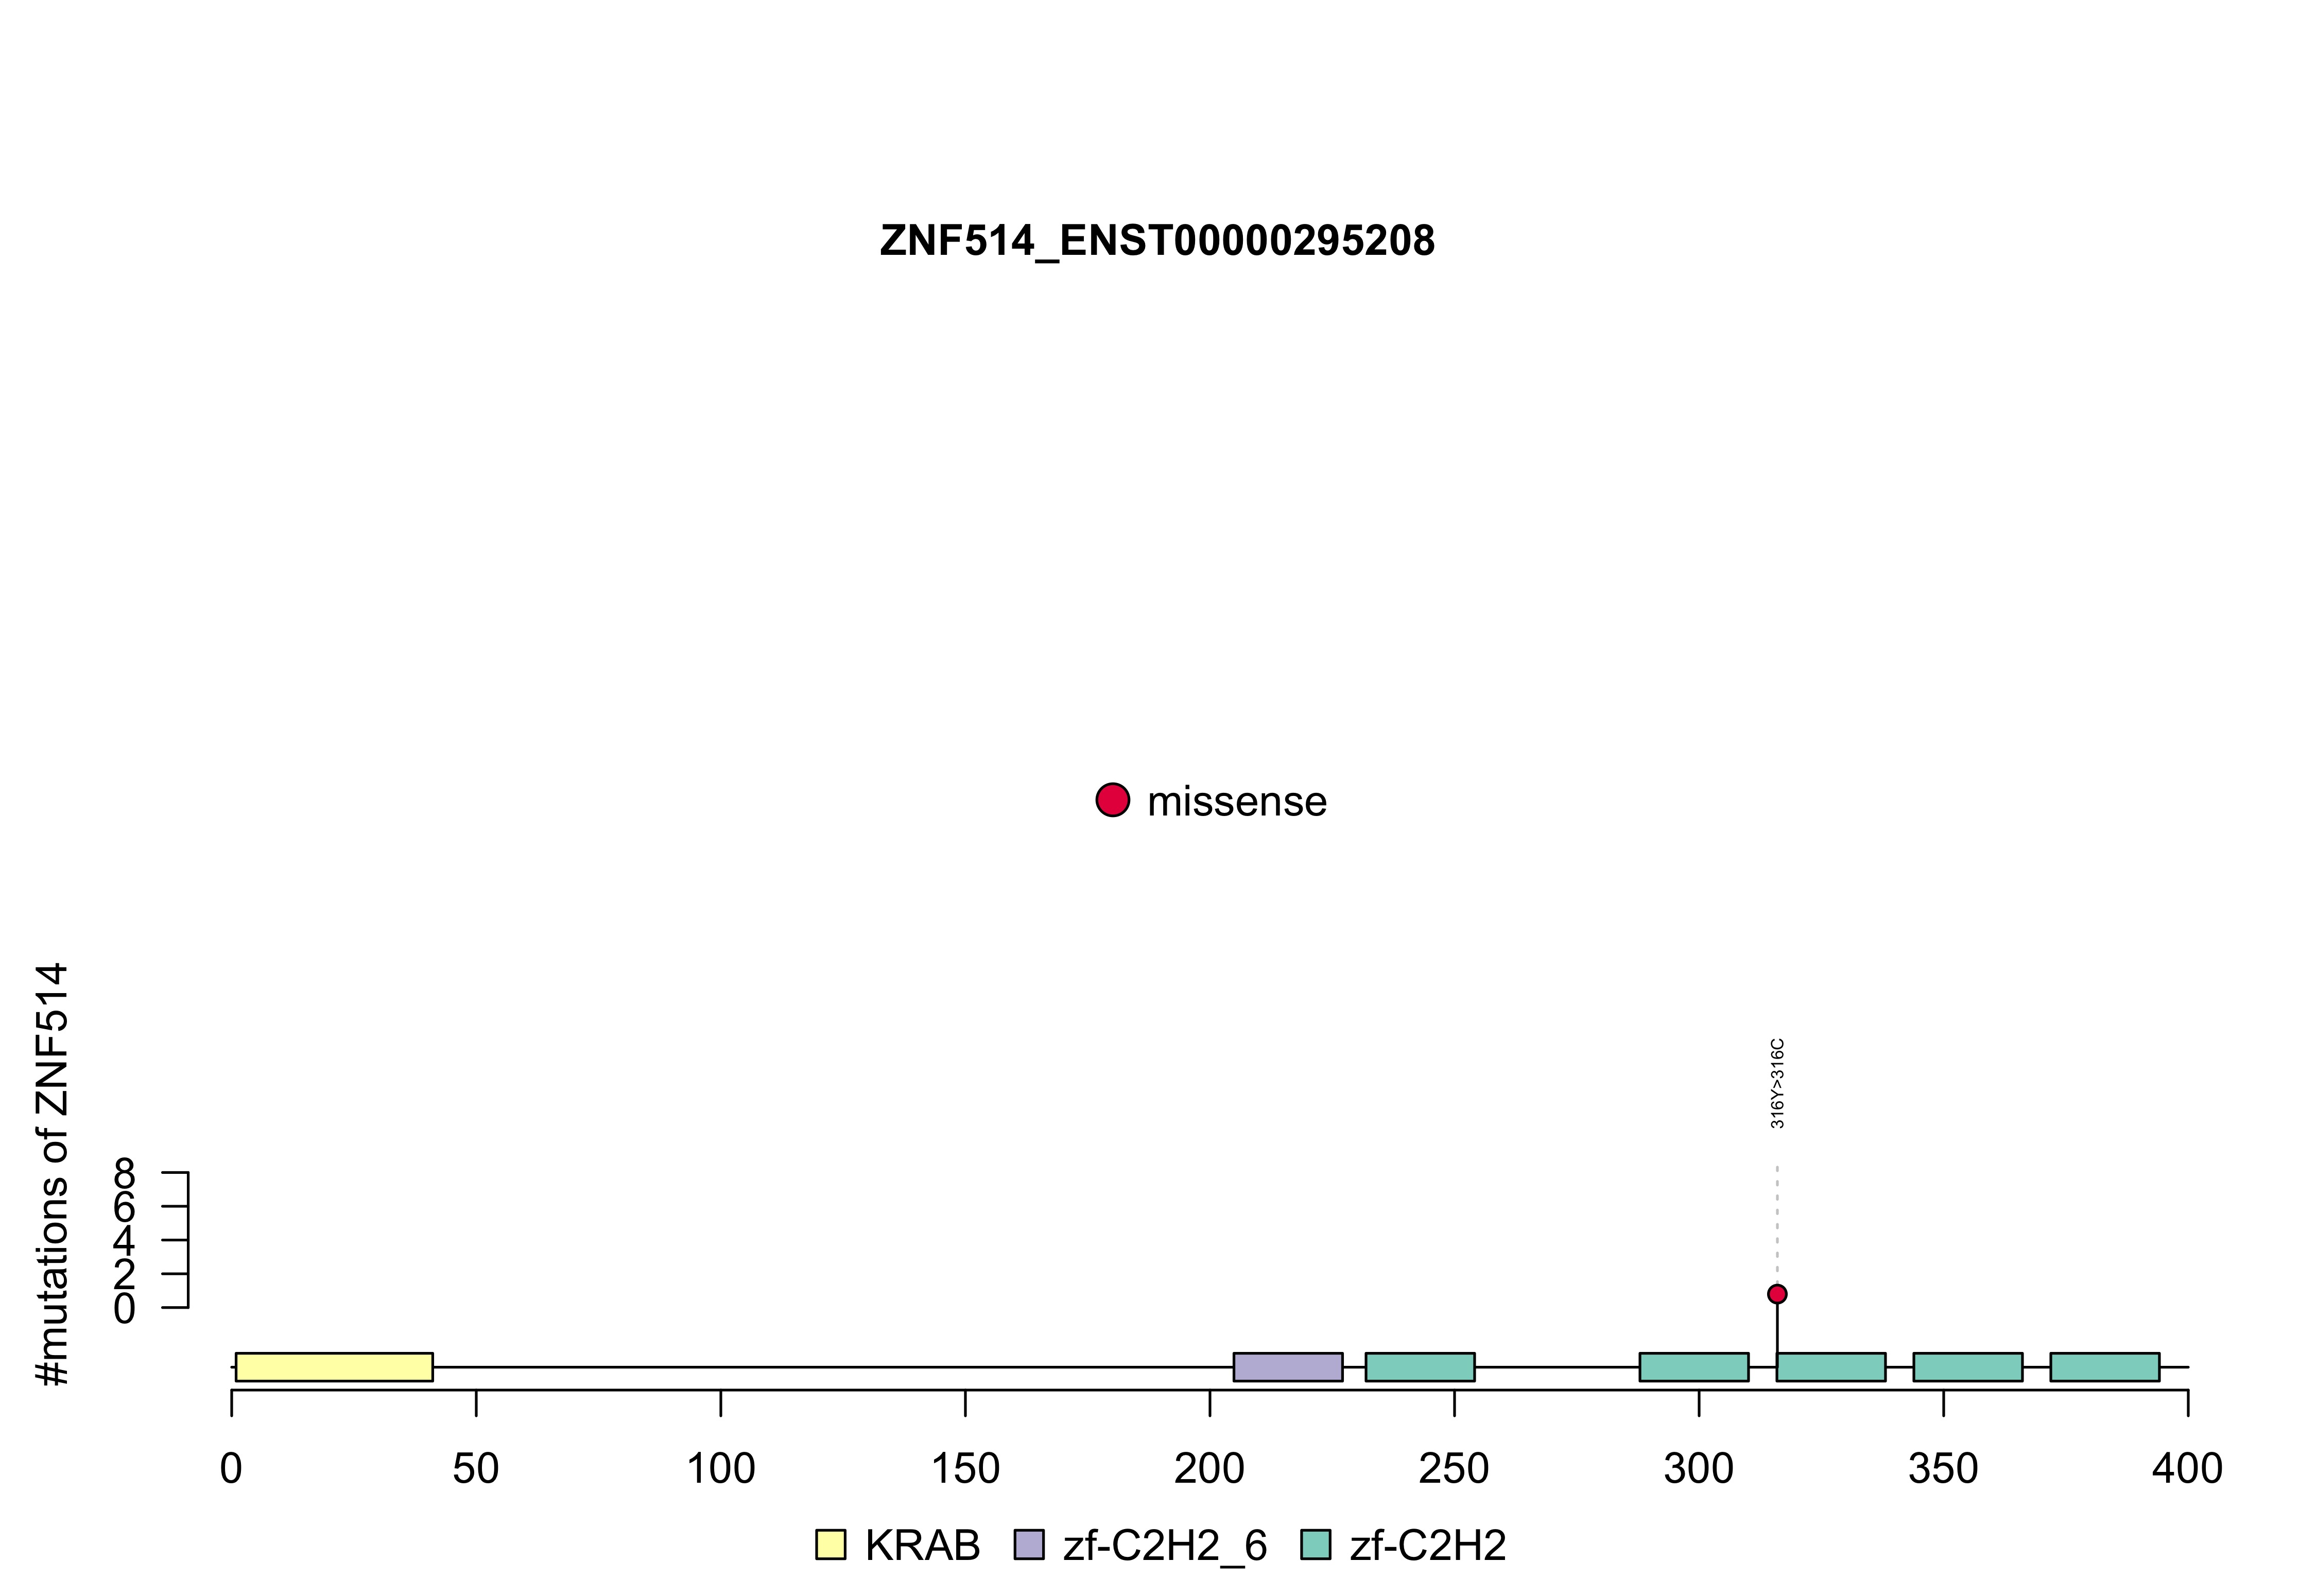 ZNF514_ENST00000295208
missense
#mutations of ZNF514
316Y>316C
8
6
4
2
0
0 50 100 150 200 250 300 350 400
KRAB zf-C2H2_6 zf-C2H2